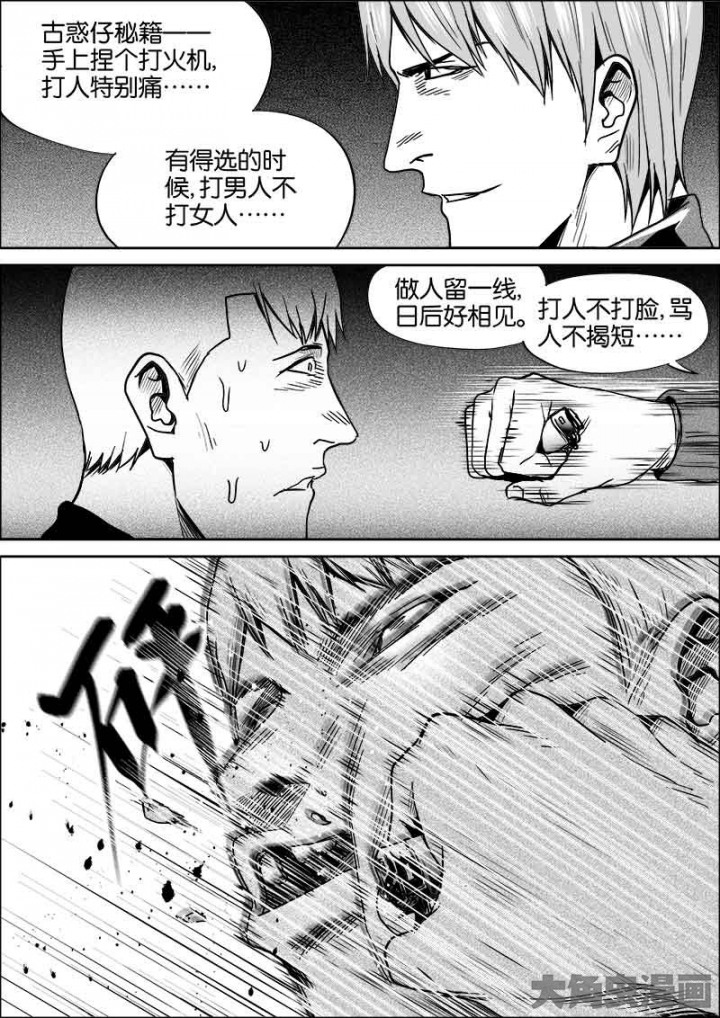 古惑仔秘籍——
手上捏个打火机,
打人特别痛……
有得选的时
候,打男人不
打女人……
做人留一线,
日后好相见。
打人不打脸,骂
人不揭短……
咚
大角虫漫画